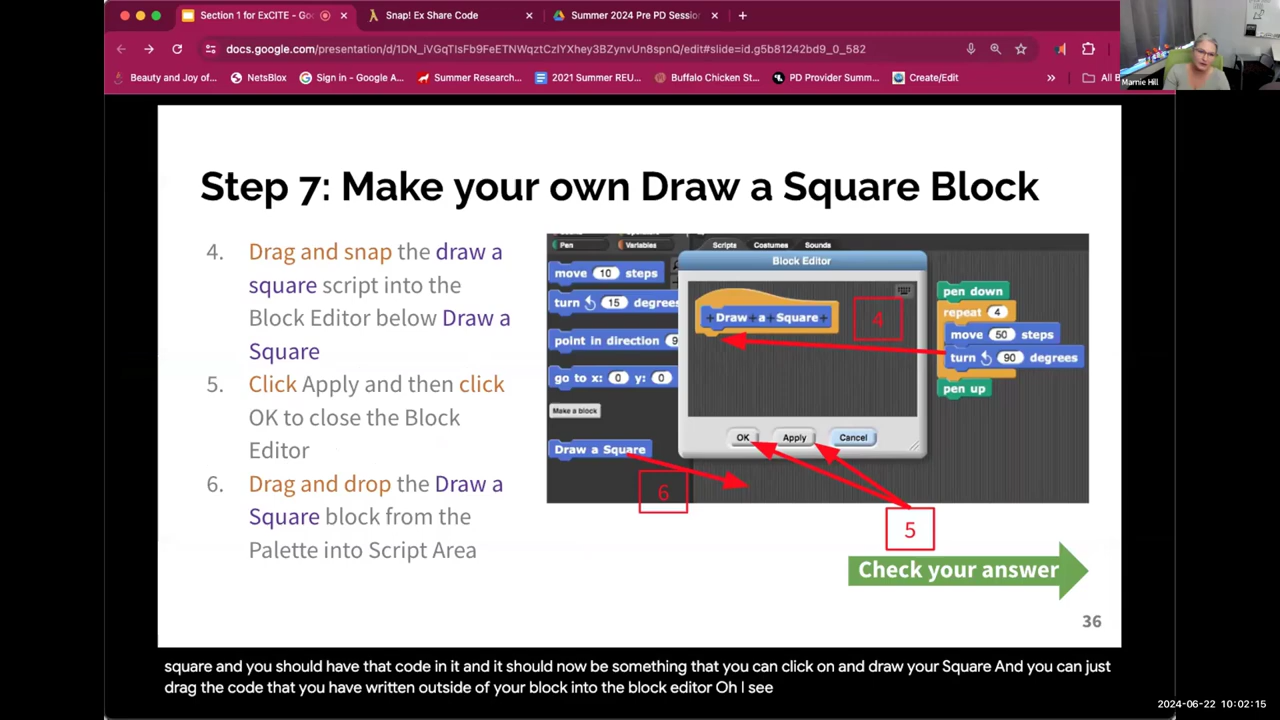 Section 1 for ExCITE - Goo
Snap! Ex Share Code
Summer 2024 Pre PD Session
docs.google.com/presentation/d/1DN_iVGqTIsFb9FeETNWqztCzIYXhey3BZynvUn8spnQ/edit#slide=id.g5b81242bd9_0_582
Beauty and Joy of...
NetsBlox
Sign in - Google A...
Summer Research...
2021 Summer REU...
Buffalo Chicken St...
PD Provider Summ...
Create/Edit
»
All B
Marnie Hill
Step 7: Make your own Draw a Square Block
4. Drag and snap the draw a
square script into the
Block Editor below Draw a
Square
5. Click Apply and then click
OK to close the Block
Editor
6. Drag and drop the Draw a
Square block from the
Palette into Script Area
Pen
Variables
move 10 steps
turn 15 degrees
point in direction 9
go to x: 0 y: 0
Make a block
Draw a Square
6
Scripts Costumes Sounds
Block Editor
+Draw+a+Square+
4
OK Apply Cancel
5
pen down
repeat 4
move 50 steps
turn 90 degrees
pen up
Check your answer
36
square and you should have that code in it and it should now be something that you can click on and draw your Square And you can just
drag the code that you have written outside of your block into the block editor Oh I see
2024-06-22 10:02:15